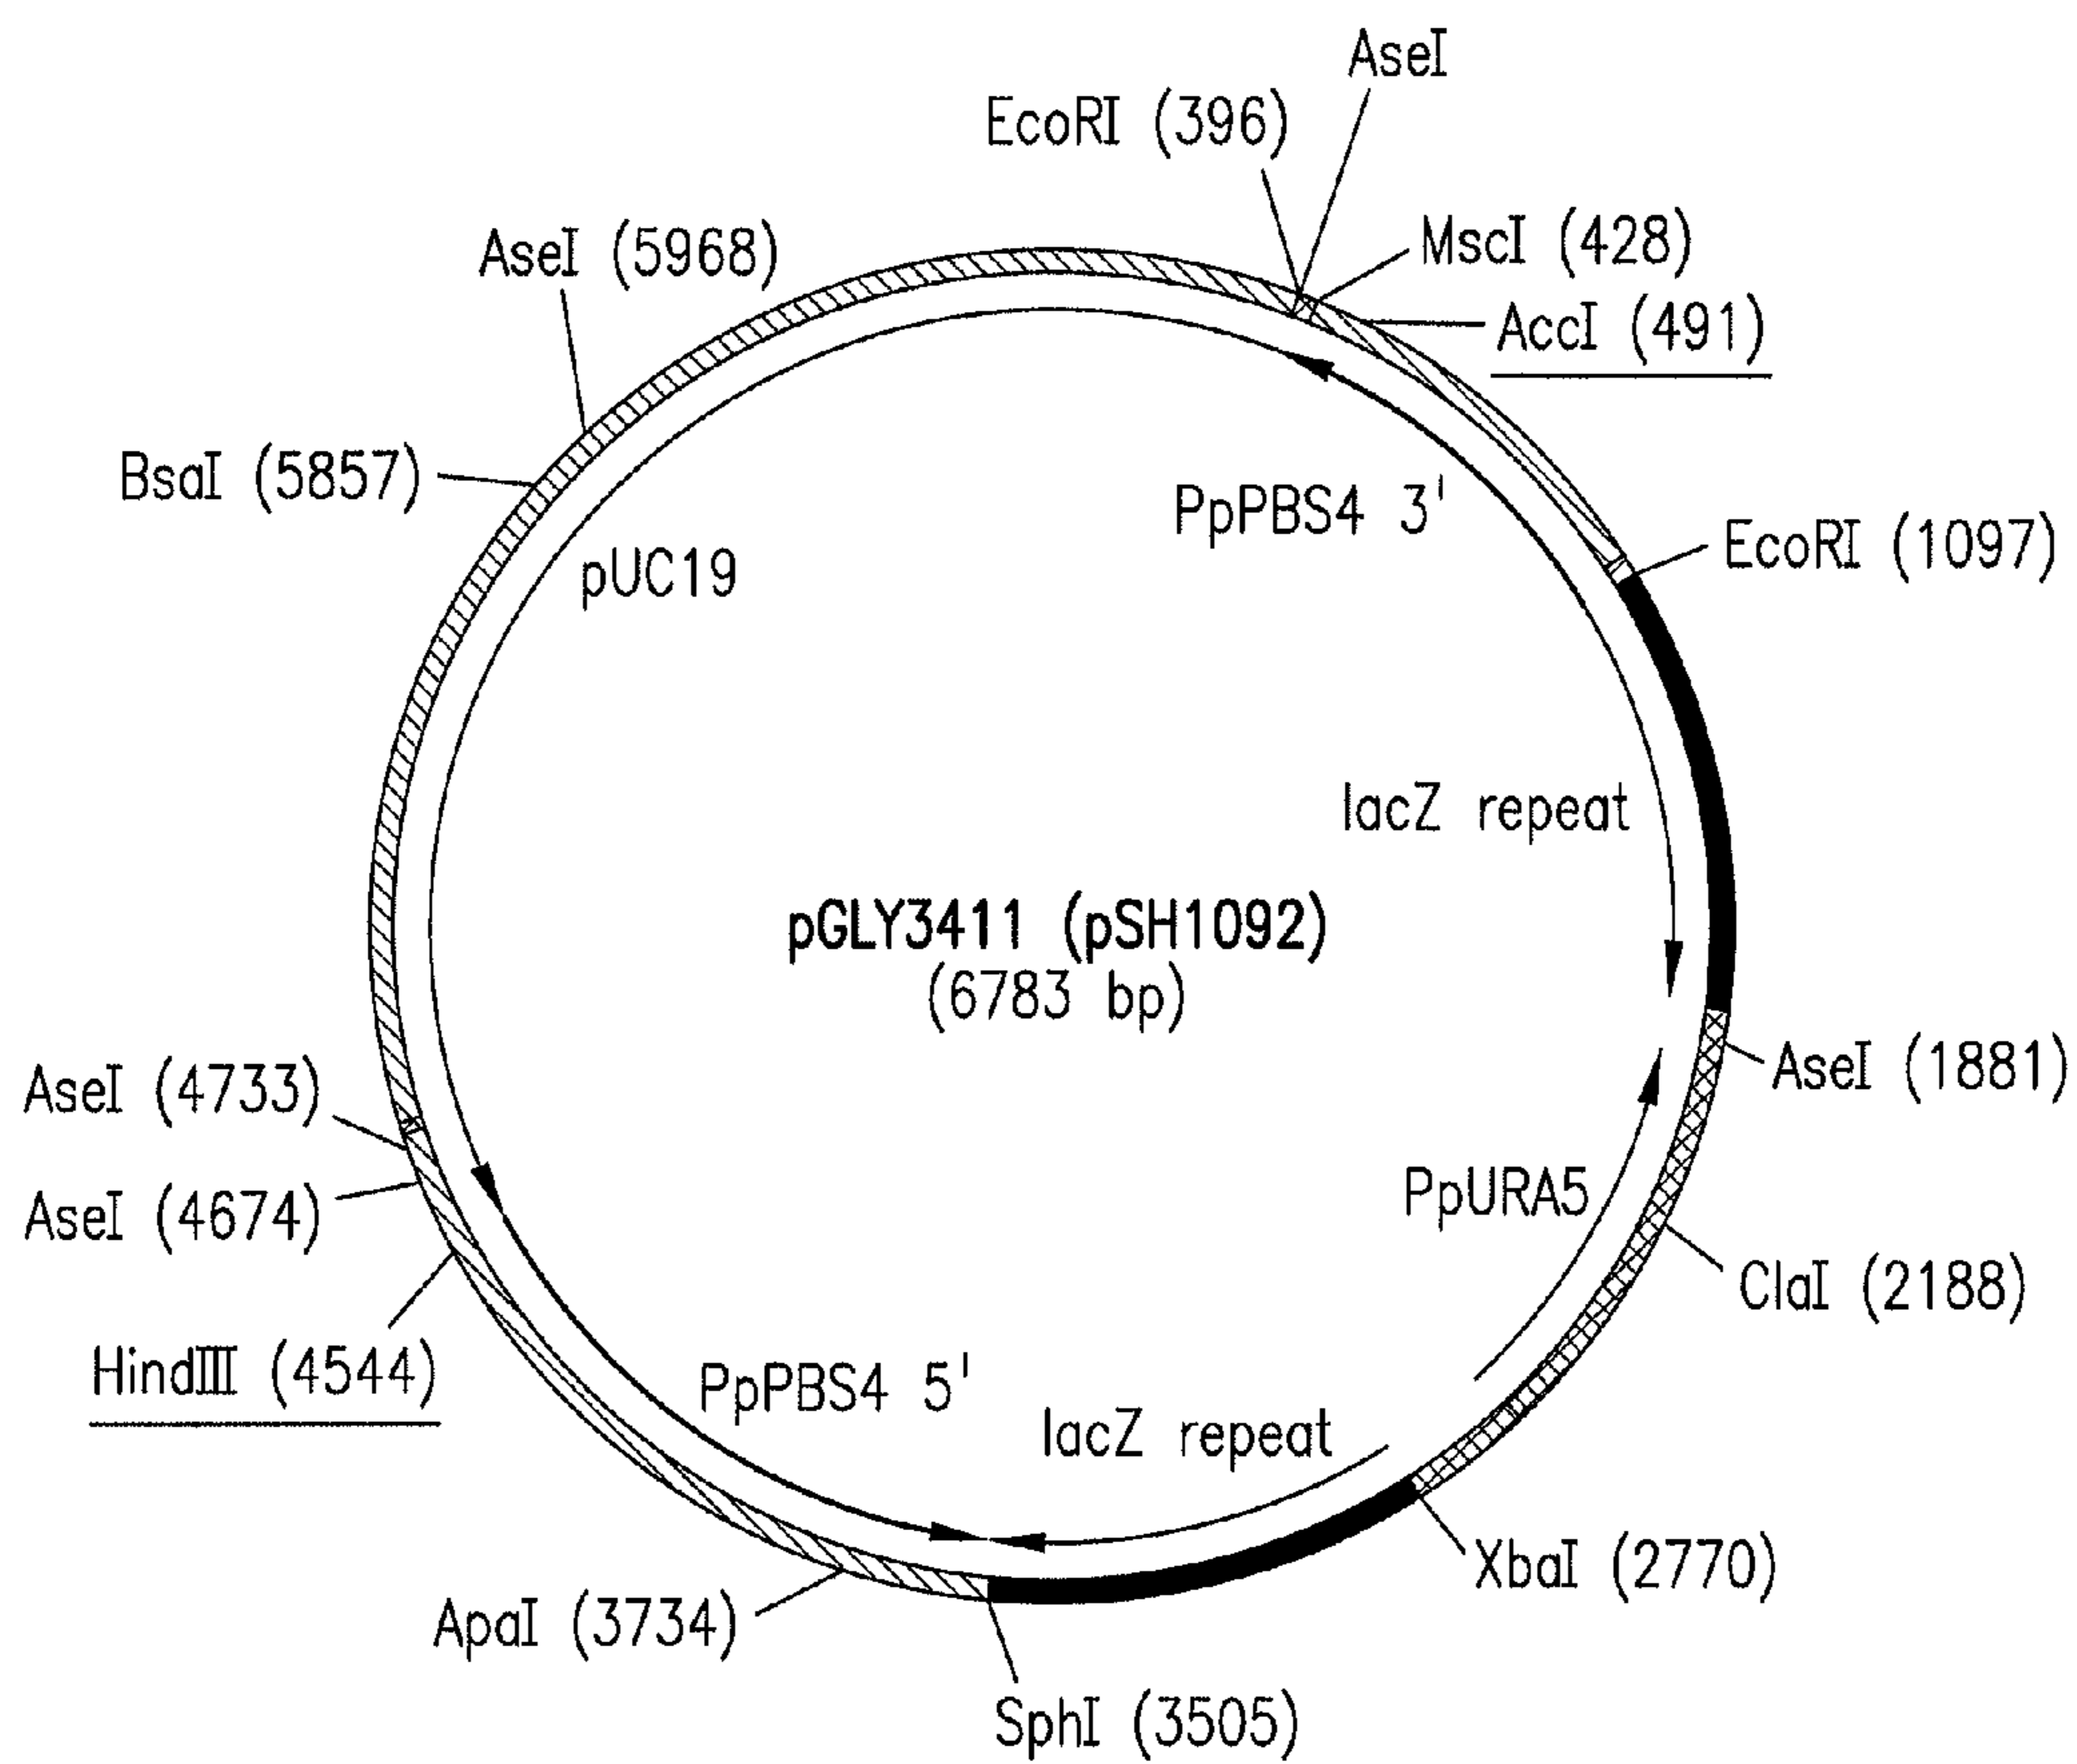 AseI
EcoRI (396)
MscI (428)
AseI (5968)
AccI (491)
BsaI (5857)
PpPBS4 3'
EcoRI (1097)
pUC19
lacZ repeat
pGLY3411 (pSH1092)
(6783 bp)
AseI (1881)
AseI (4733)
PpURA5
AseI (4674)
ClaI (2188)
HindIII (4544)
PpPBS4 5'
lacZ repeat
XbaI (2770)
ApaI (3734)
SphI (3505)